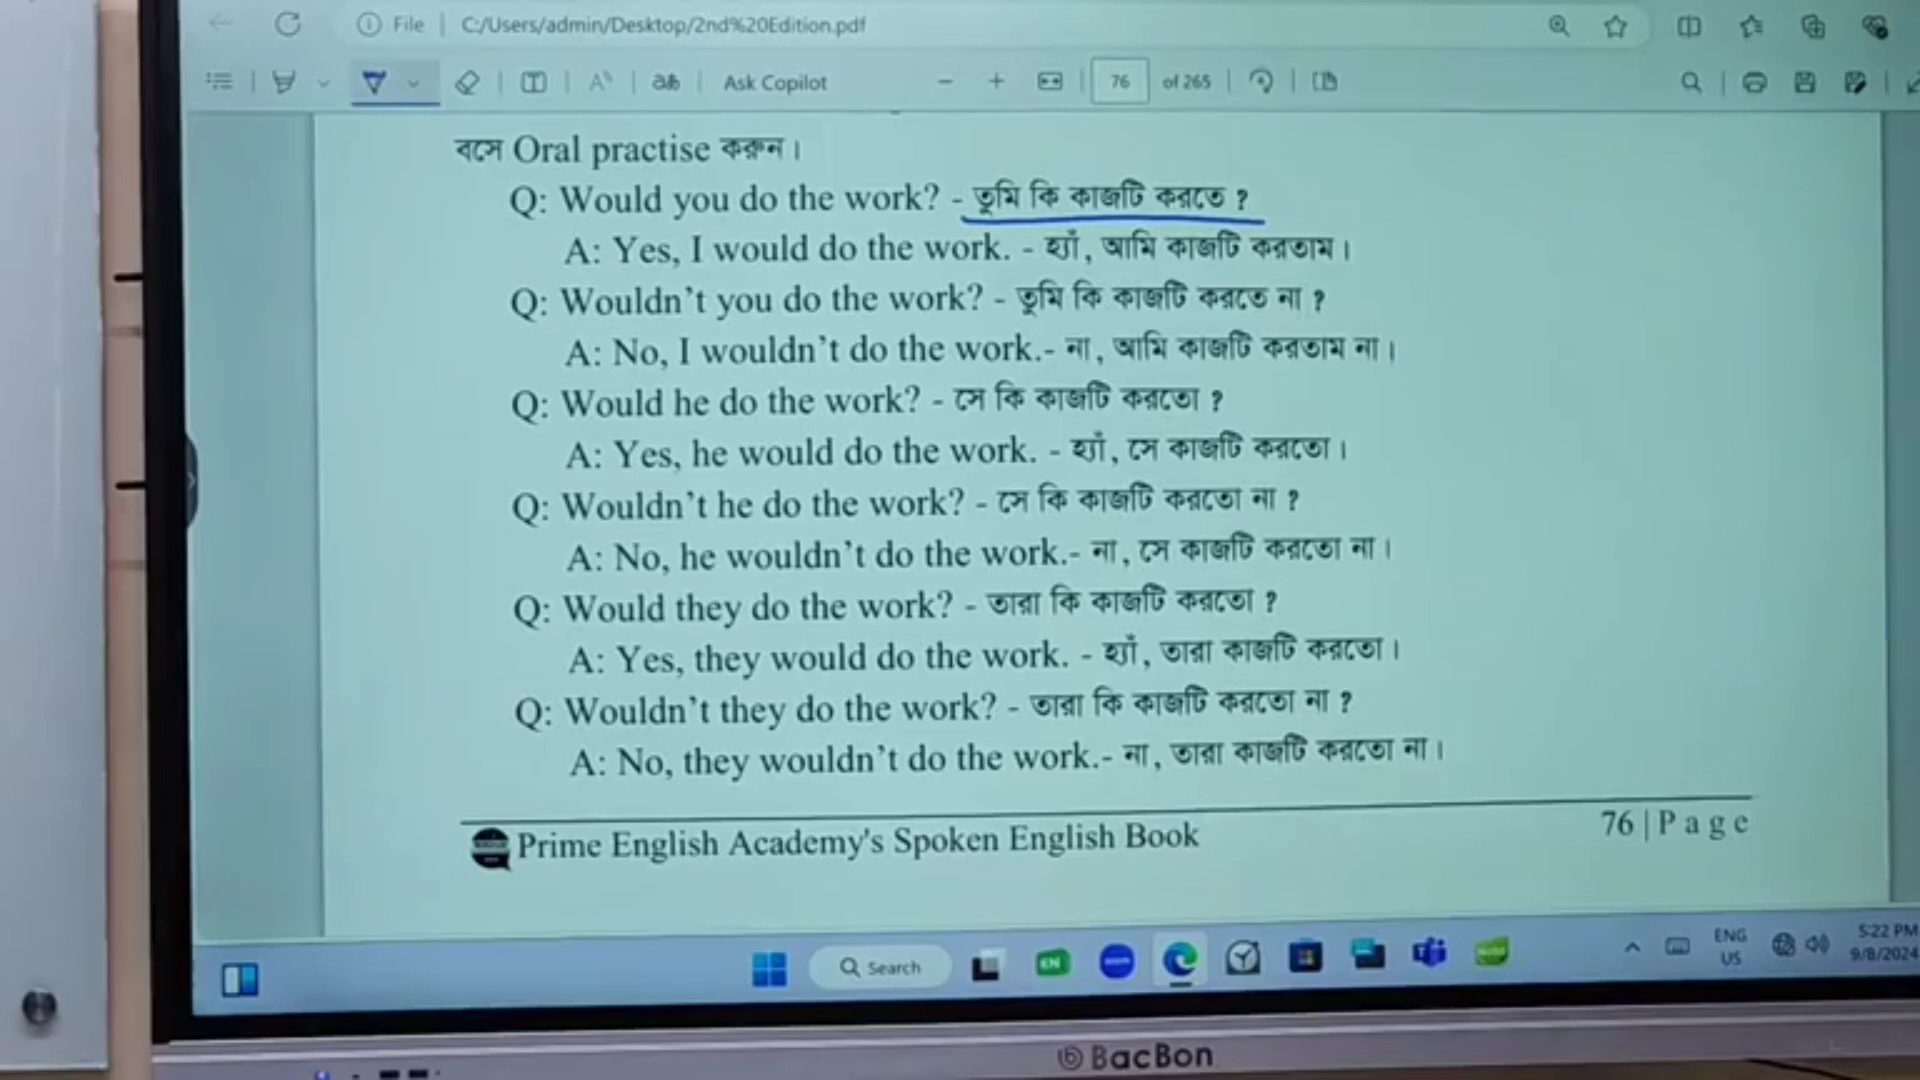 File | C:/Users/admin/Desktop/2nd%20Edition.pdf
Ask Copilot 76 of 265
বসে Oral practise করুন।
Q: Would you do the work? - তুমি কি কাজটি করতে ?
A: Yes, I would do the work. - হ্যাঁ, আমি কাজটি করতাম।
Q: Wouldn’t you do the work? - তুমি কি কাজটি করতে না ?
A: No, I wouldn’t do the work.- না, আমি কাজটি করতাম না।
Q: Would he do the work? - সে কি কাজটি করতো ?
A: Yes, he would do the work. - হ্যাঁ, সে কাজটি করতো।
Q: Wouldn’t he do the work? - সে কি কাজটি করতো না ?
A: No, he wouldn’t do the work.- না, সে কাজটি করতো না।
Q: Would they do the work? - তারা কি কাজটি করতো ?
A: Yes, they would do the work. - হ্যাঁ, তারা কাজটি করতো।
Q: Wouldn’t they do the work? - তারা কি কাজটি করতো না ?
A: No, they wouldn’t do the work.- না, তারা কাজটি করতো না।
Prime English Academy's Spoken English Book 76 | P a g e
Search EN ENG US 5:22 PM 9/8/2024
BacBon